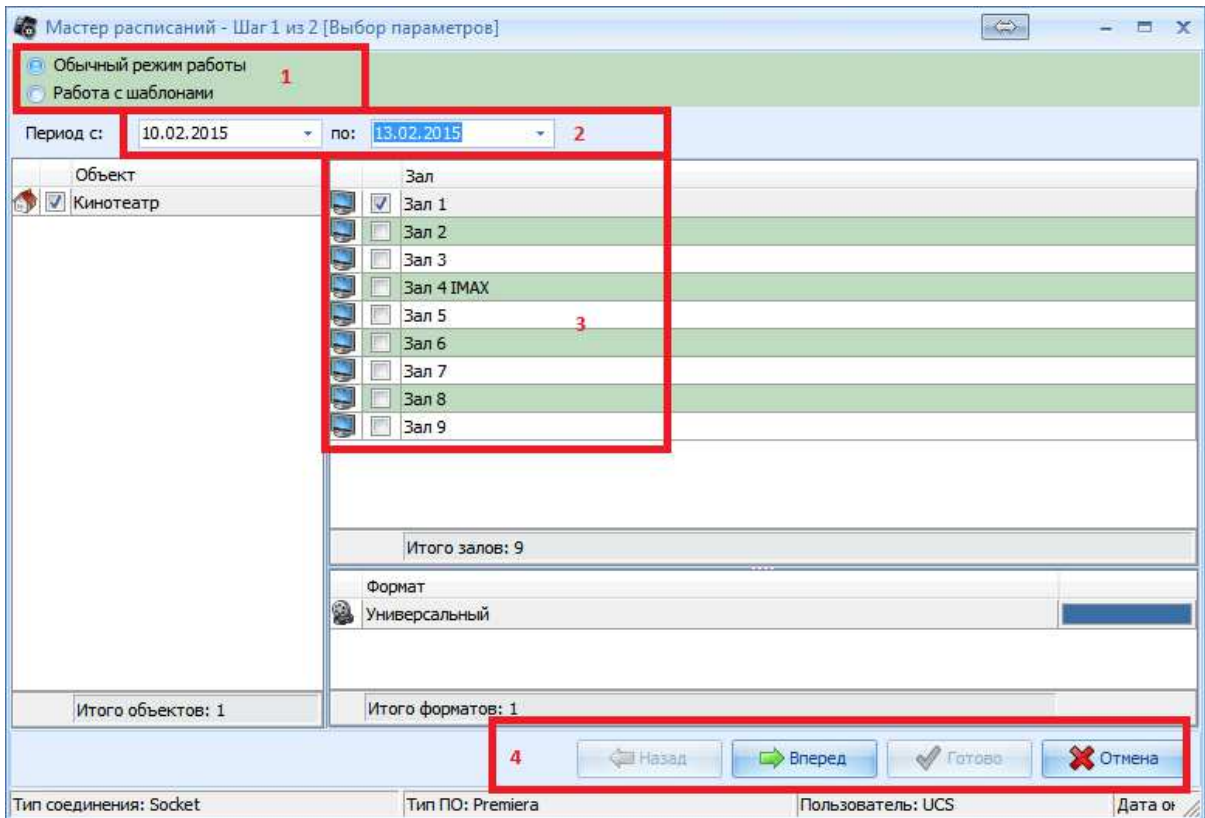 Мастер расписаний - Шаг 1 из 2 [Выбор параметров]
Обычный режим работы
1
Работа с шаблонами
Период с: 10.02.2015 по: 13.02.2015 2
Объект
Кинотеатр
Зал
Зал 1
Зал 2
Зал 3
Зал 4 IMAX
Зал 5
3
Зал 6
Зал 7
Зал 8
Зал 9
Итого залов: 9
Формат
Универсальный
Итого объектов: 1
Итого форматов: 1
4 Назад Вперед Готово Отмена
Тип соединения: Socket Тип ПО: Premiera Пользователь: UCS Дата